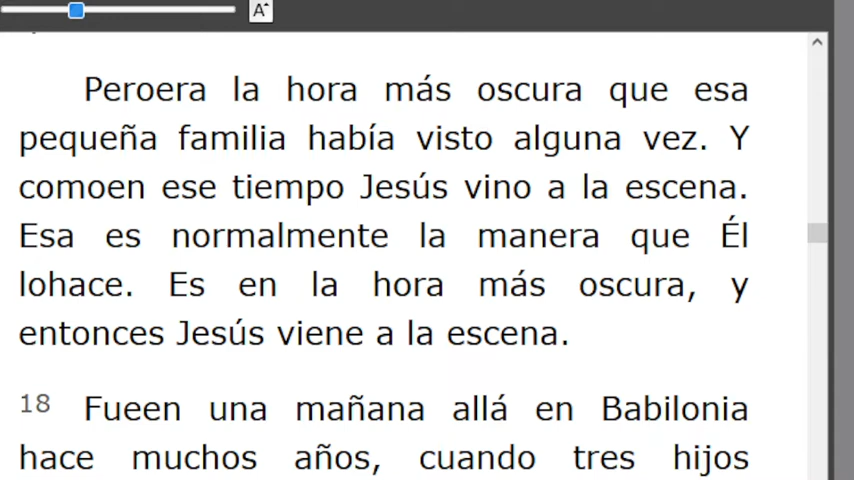 A
Peroera la hora más oscura que esa
pequeña familia había visto alguna vez. Y
comoen ese tiempo Jesús vino a la escena.
Esa es normalmente la manera que Él
lohace. Es en la hora más oscura, y
entonces Jesús viene a la escena.
18 Fueen una mañana allá en Babilonia
hace muchos años, cuando tres hijos